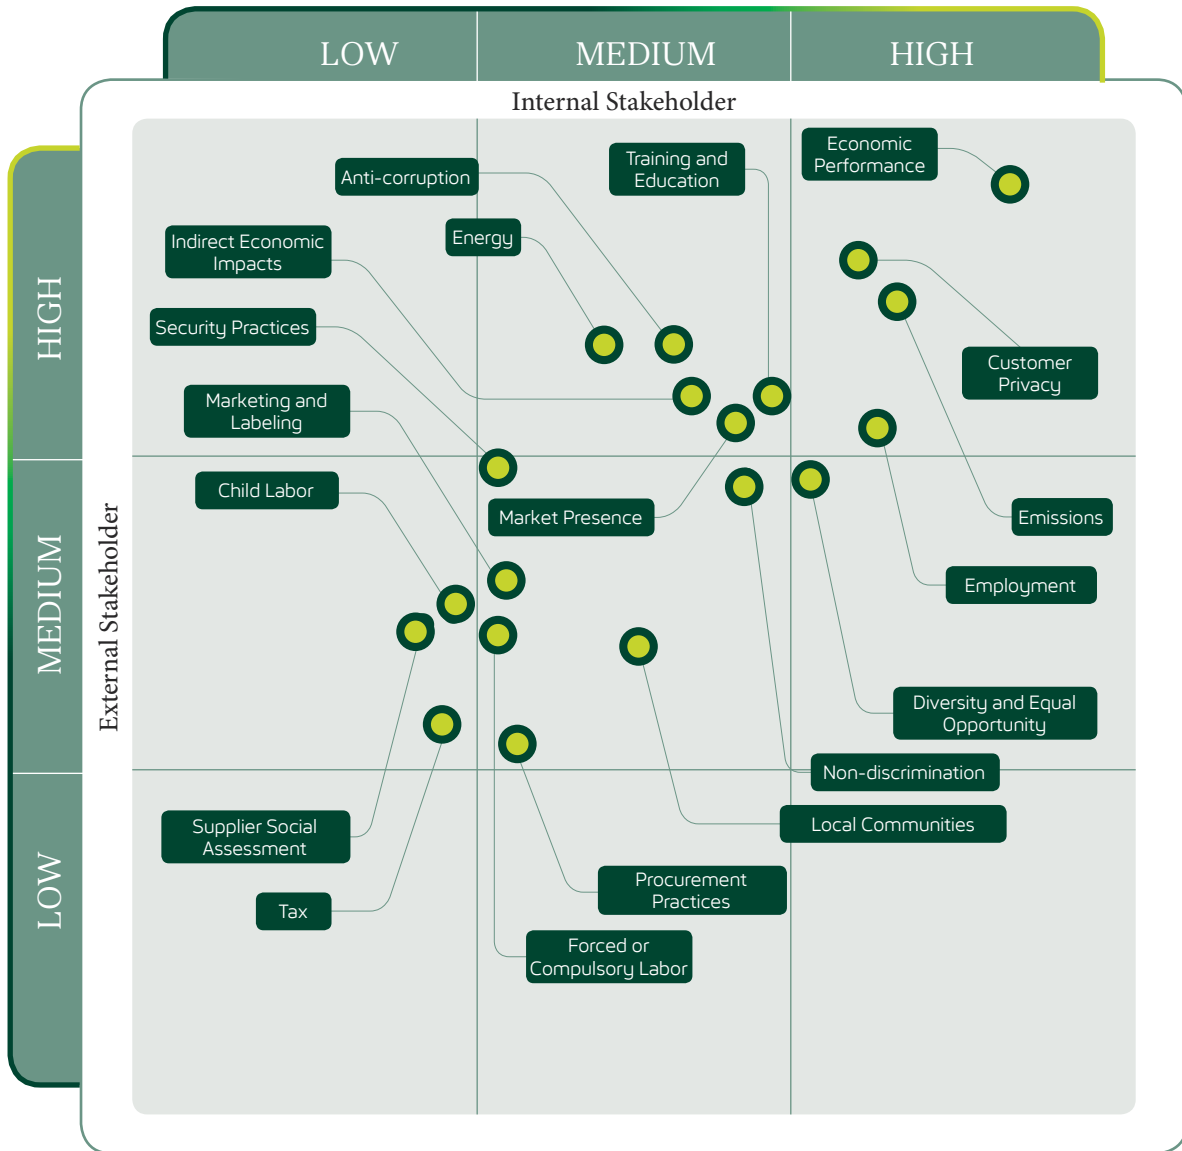 LOW
MEDIUM
HIGH
Internal Stakeholder
HIGH
MEDIUM
LOW
External Stakeholder
Economic
Performance
Training and
Education
Anti-corruption
Energy
Indirect Economic
Impacts
Security Practices
Customer
Privacy
Marketing and
Labeling
Child Labor
Market Presence
Emissions
Employment
Diversity and Equal
Opportunity
Non-discrimination
Local Communities
Supplier Social
Assessment
Procurement
Practices
Tax
Forced or
Compulsory Labor